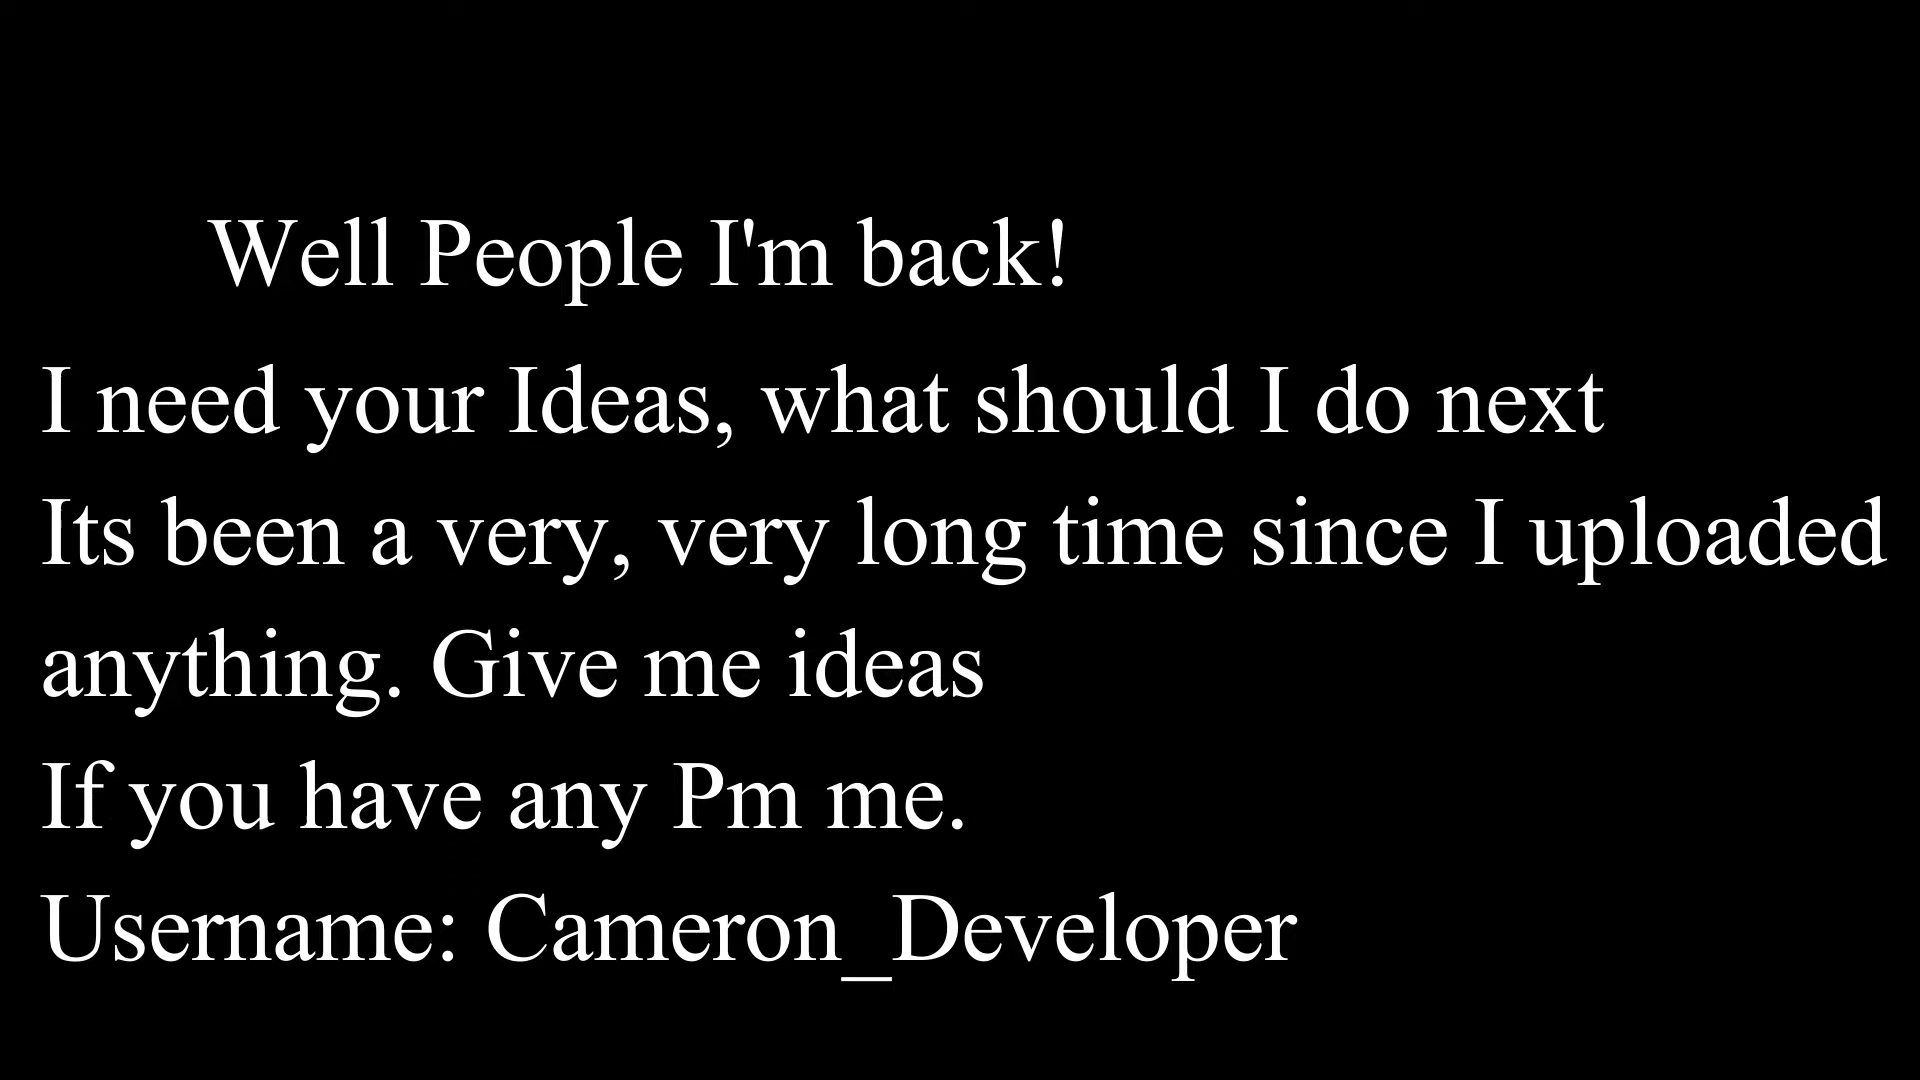 Well People I'm back!
I need your Ideas, what should I do next
Its been a very, very long time since I uploaded
anything. Give me ideas
If you have any Pm me.
Username: Cameron_Developer